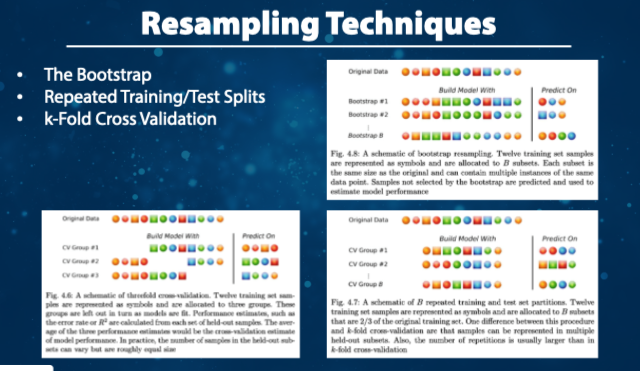 Resampling Techniques
• The Bootstrap
• Repeated Training/Test Splits
• k-Fold Cross Validation
Original Data
Build Model With
Predict On
Bootstrap #1
Bootstrap #2
Bootstrap B
Fig. 4.8: A schematic of bootstrap resampling. Twelve training set samples
are represented as symbols and are allocated to B subsets. Each subset is
the same size as the original and can contain multiple instances of the same
data point. Samples not selected by the bootstrap are predicted and used to
estimate model performance
Original Data
Build Model With
Predict On
CV Group #1
CV Group #2
CV Group #3
Fig. 4.6: A schematic of threefold cross-validation. Twelve training set sam-
ples are represented as symbols and are allocated to three groups. These
groups are left out in turn as models are fit. Performance estimates, such as
the error rate or R² are calculated from each set of held-out samples. The aver-
age of the three performance estimates would be the cross-validation estimate
of model performance. In practice, the number of samples in the held-out sub-
sets can vary but are roughly equal size
Original Data
Build Model With
Predict On
CV Group #1
CV Group #2
CV Group B
Fig. 4.7: A schematic of B repeated training and test set partitions. Twelve
training set samples are represented as symbols and are allocated to B subsets
that are 2/3 of the original training set. One difference between this procedure
and k-fold cross-validation are that samples can be represented in multiple
held-out subsets. Also, the number of repetitions is usually larger than in
k-fold cross-validation